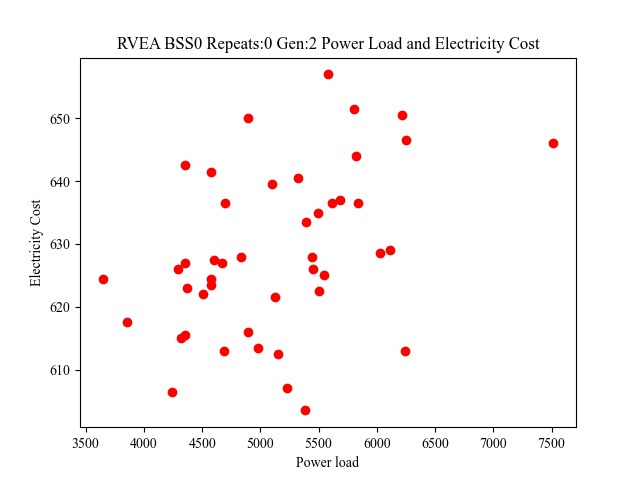 RVEA BSS0 Repeats:0 Gen:2 Power Load and Electricity Cost
650
640
630
620
610
Electricity Cost
3500 4000 4500 5000 5500 6000 6500 7000 7500
Power load